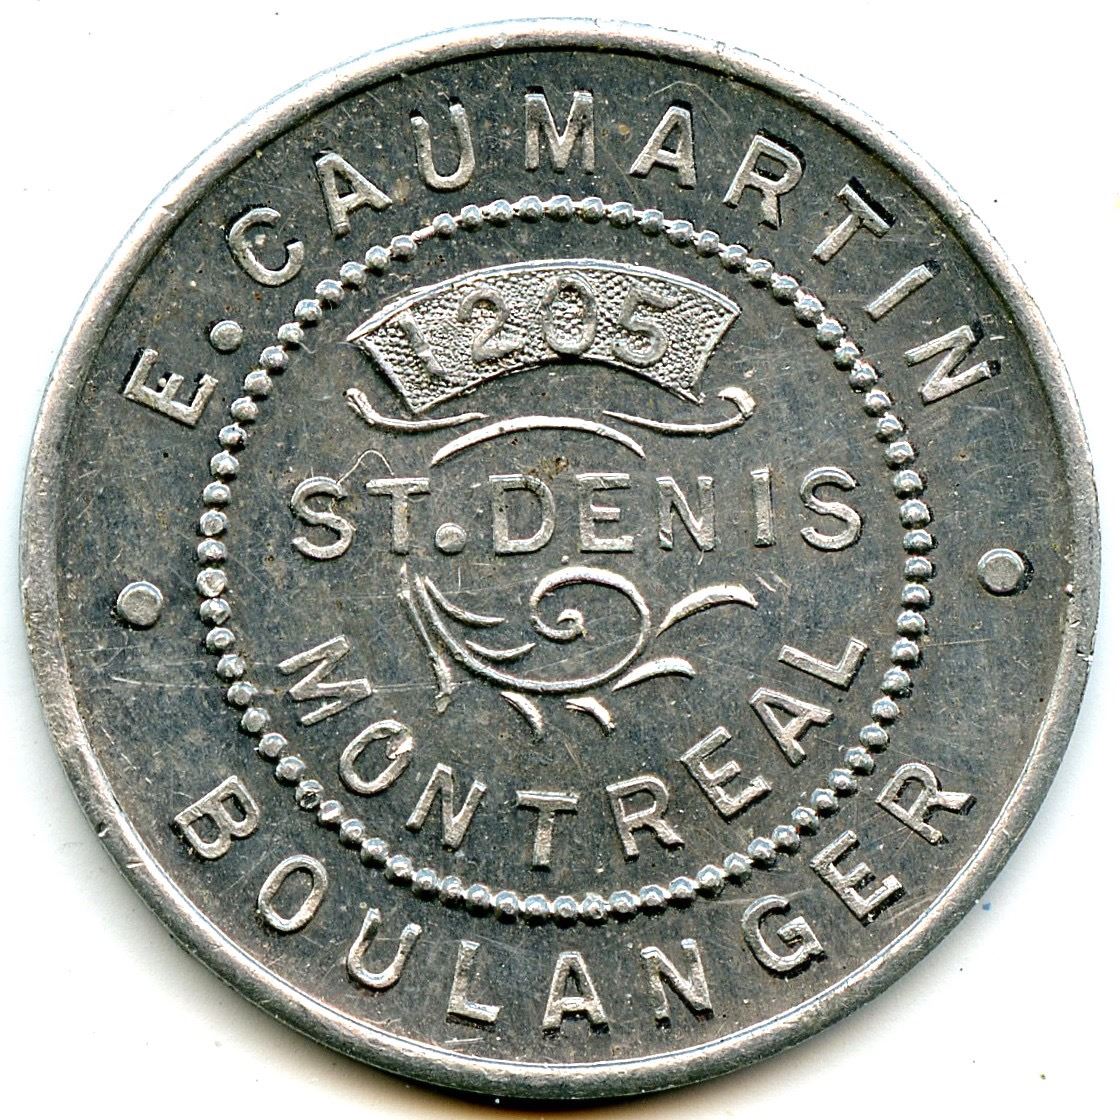 E. CAUMARTIN
1205
ST. DENIS
MONTREAL
BOULANGER